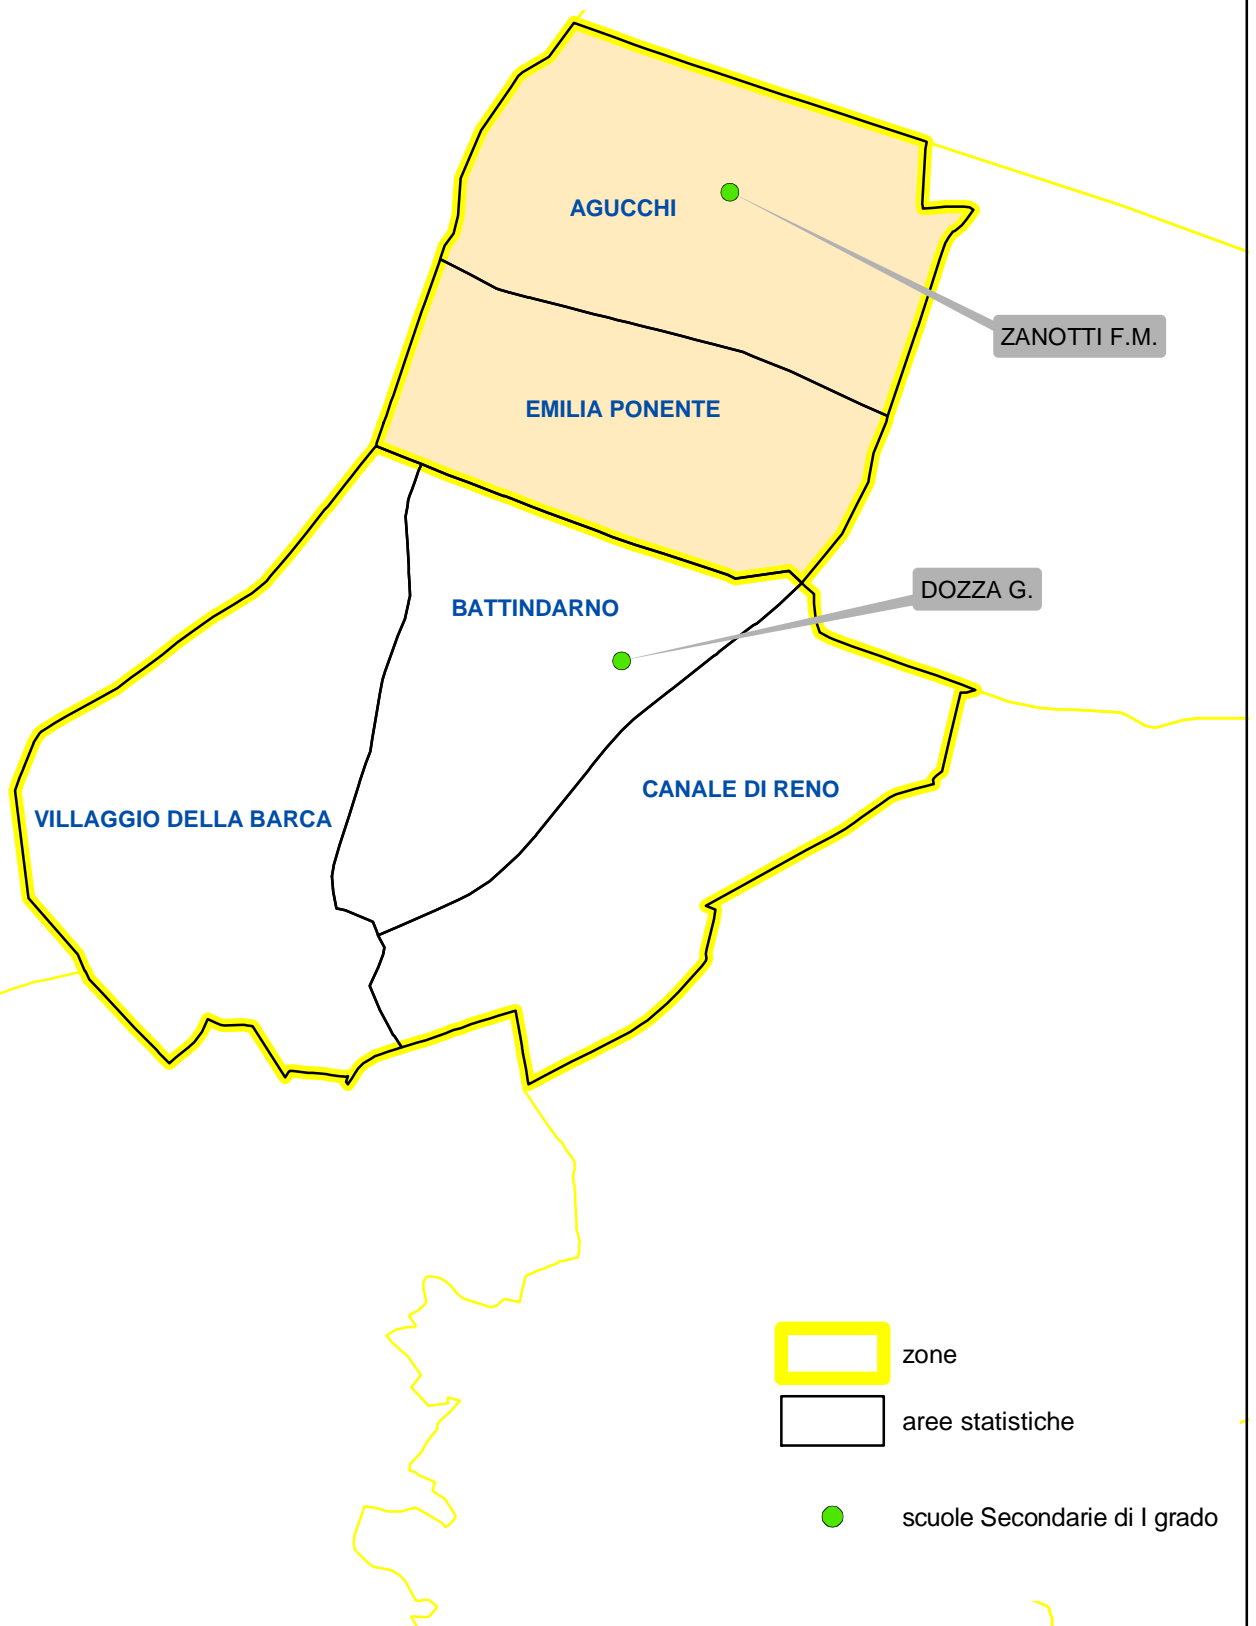 AGUCCHI
ZANOTTI F.M.
EMILIA PONENTE
DOZZA G.
BATTINDARNO
CANALE DI RENO
VILLAGGIO DELLA BARCA
zone
aree statistiche
scuole Secondarie di I grado